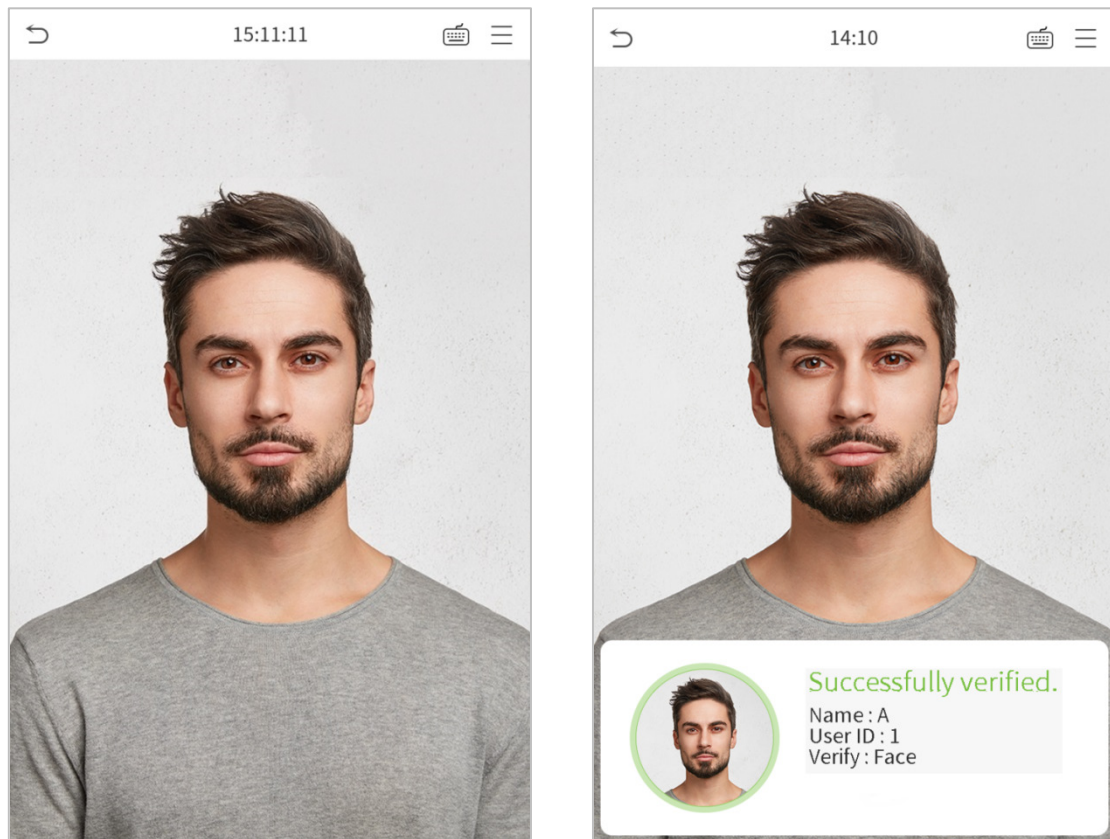 15:11:11
14:10
Successfully verified.
Name : A
User ID : 1
Verify : Face